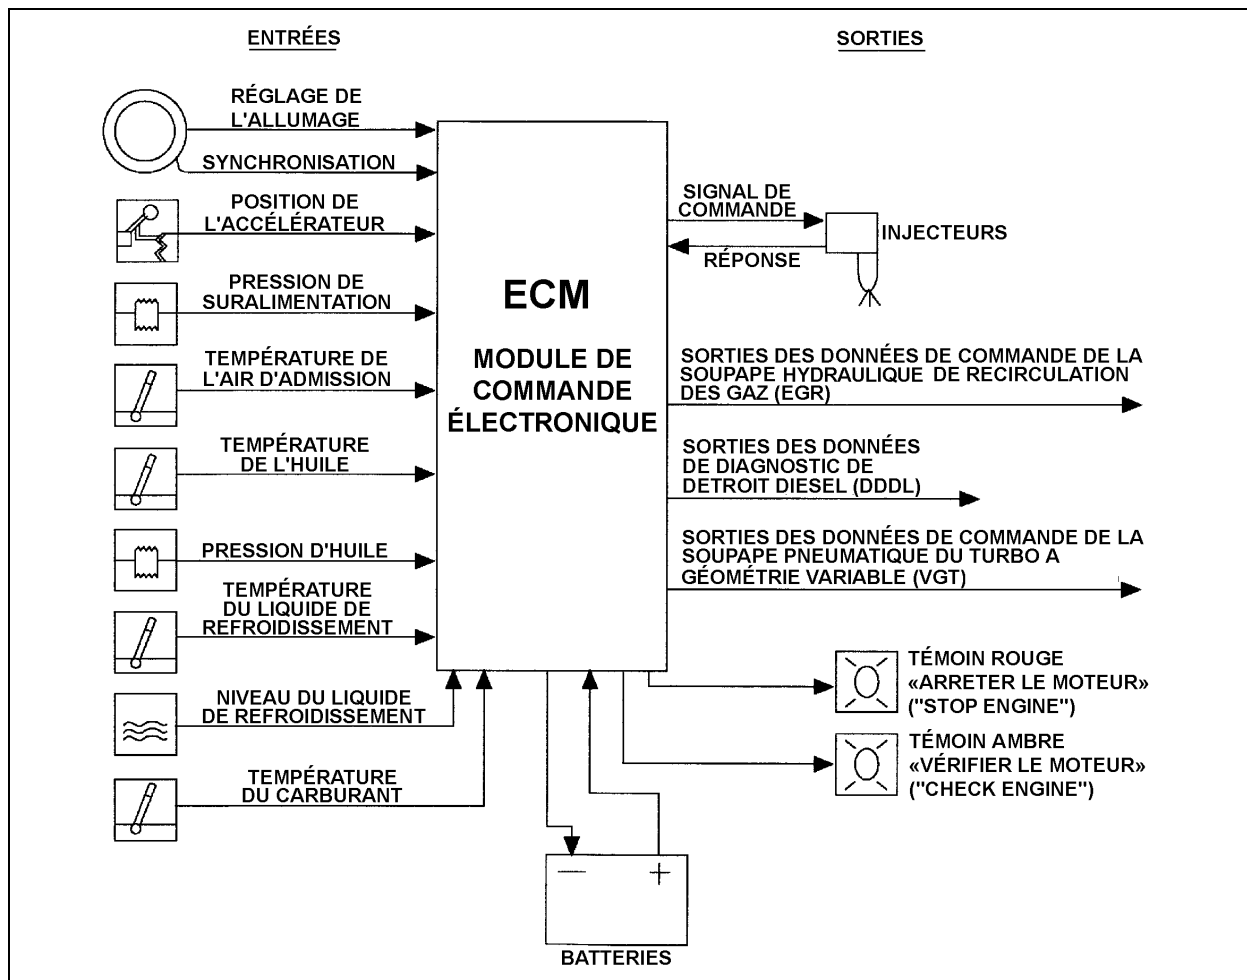 ENTRÉES
SORTIES
RÉGLAGE DE
L'ALLUMAGE
SYNCHRONISATION
POSITION DE
L'ACCÉLÉRATEUR
PRESSION DE
SURALIMENTATION
TEMPÉRATURE DE
L'AIR D'ADMISSION
TEMPÉRATURE
DE L'HUILE
PRESSION D'HUILE
TEMPÉRATURE
DU LIQUIDE DE
REFROIDISSEMENT
NIVEAU DU LIQUIDE
DE REFROIDISSEMENT
TEMPÉRATURE
DU CARBURANT
ECM
MODULE DE
COMMANDE
ÉLECTRONIQUE
SIGNAL DE
COMMANDE
INJECTEURS
RÉPONSE
SORTIES DES DONNÉES DE COMMANDE DE LA
SOUPAPE HYDRAULIQUE DE RECIRCULATION
DES GAZ (EGR)
SORTIES DES DONNÉES
DE DIAGNOSTIC DE
DETROIT DIESEL (DDDL)
SORTIES DES DONNÉES DE COMMANDE DE LA
SOUPAPE PNEUMATIQUE DU TURBO A
GÉOMÉTRIE VARIABLE (VGT)
TÉMOIN ROUGE
«ARRETER LE MOTEUR»
("STOP ENGINE")
TÉMOIN AMBRE
«VÉRIFIER LE MOTEUR»
("CHECK ENGINE")
— +
BATTERIES